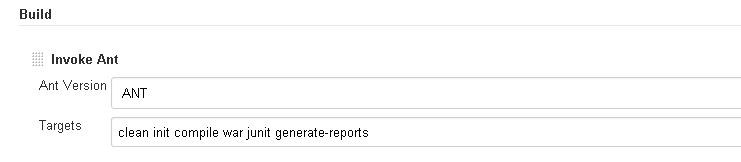 Build
Invoke Ant
Ant Version ANT
Targets clean init compile war junit generate-reports